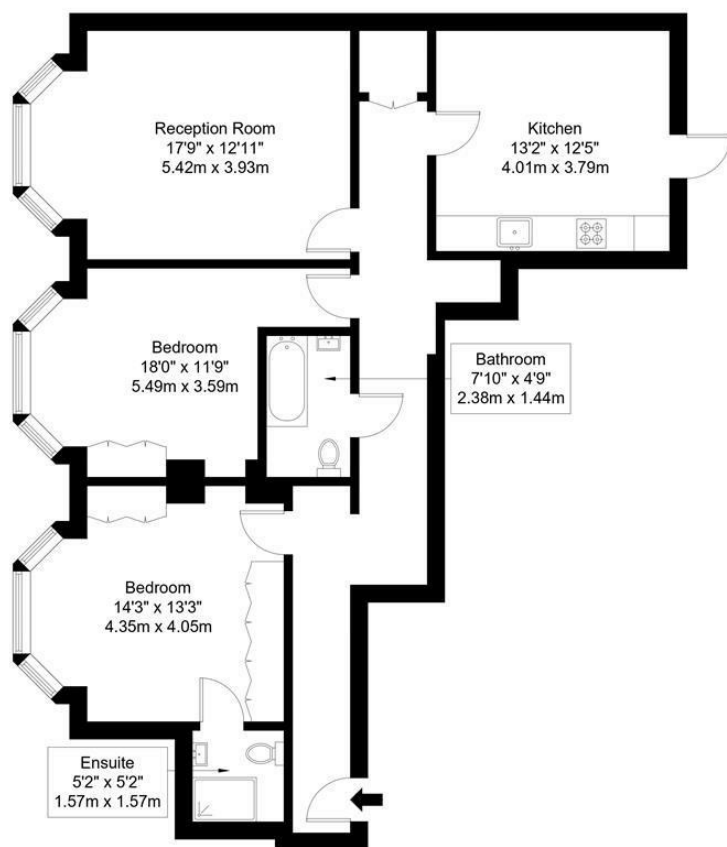 Reception Room
17'9" x 12'11"
5.42m x 3.93m
Kitchen
13'2" x 12'5"
4.01m x 3.79m
Bedroom
18'0" x 11'9"
5.49m x 3.59m
Bathroom
7'10" x 4'9"
2.38m x 1.44m
Bedroom
14'3" x 13'3"
4.35m x 4.05m
Ensuite
5'2" x 5'2"
1.57m x 1.57m